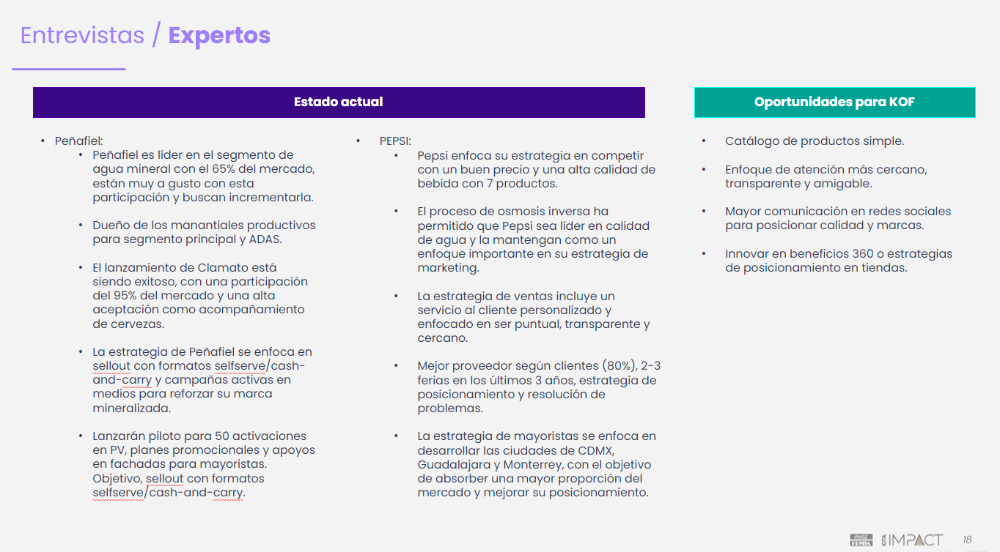 Entrevistas / Expertos
Estado actual
Oportunidades para KOF
• Peñafiel:
• Peñafiel es líder en el segmento de
agua mineral con el 65% del mercado,
están muy a gusto con esta
participación y buscan incrementarla.
• Dueño de los manantiales productivos
para segmento principal y ADAS.
• El lanzamiento de Clamato está
siendo exitoso, con una participación
del 95% del mercado y una alta
aceptación como acompañamiento
de cervezas.
• La estrategia de Peñafiel se enfoca en
sellout con formatos selfserve/cash-
and-carry y campañas activas en
medios para reforzar su marca
mineralizada.
• Lanzarán piloto para 50 activaciones
en PV, planes promocionales y apoyos
en fachadas para mayoristas.
Objetivo, sellout con formatos
selfserve/cash-and-carry.
• PEPSI:
• Pepsi enfoca su estrategia en competir
con un buen precio y una alta calidad de
bebida con 7 productos.
• El proceso de osmosis inversa ha
permitido que Pepsi sea líder en calidad
de agua y la mantengan como un
enfoque importante en su estrategia de
marketing.
• La estrategia de ventas incluye un
servicio al cliente personalizado y
enfocado en ser puntual, transparente y
cercano.
• Mejor proveedor según clientes (80%), 2-3
ferias en los últimos 3 años, estrategia de
posicionamiento y resolución de
problemas.
• La estrategia de mayoristas se enfoca en
desarrollar las ciudades de CDMX,
Guadalajara y Monterrey, con el objetivo
de absorber una mayor proporción del
mercado y mejorar su posicionamiento.
• Catálogo de productos simple.
• Enfoque de atención más cercano,
transparente y amigable.
• Mayor comunicación en redes sociales
para posicionar calidad y marcas.
• Innovar en beneficios 360 o estrategias
de posicionamiento en tiendas.
Coca-Cola
FEMSA
IMPACT
18